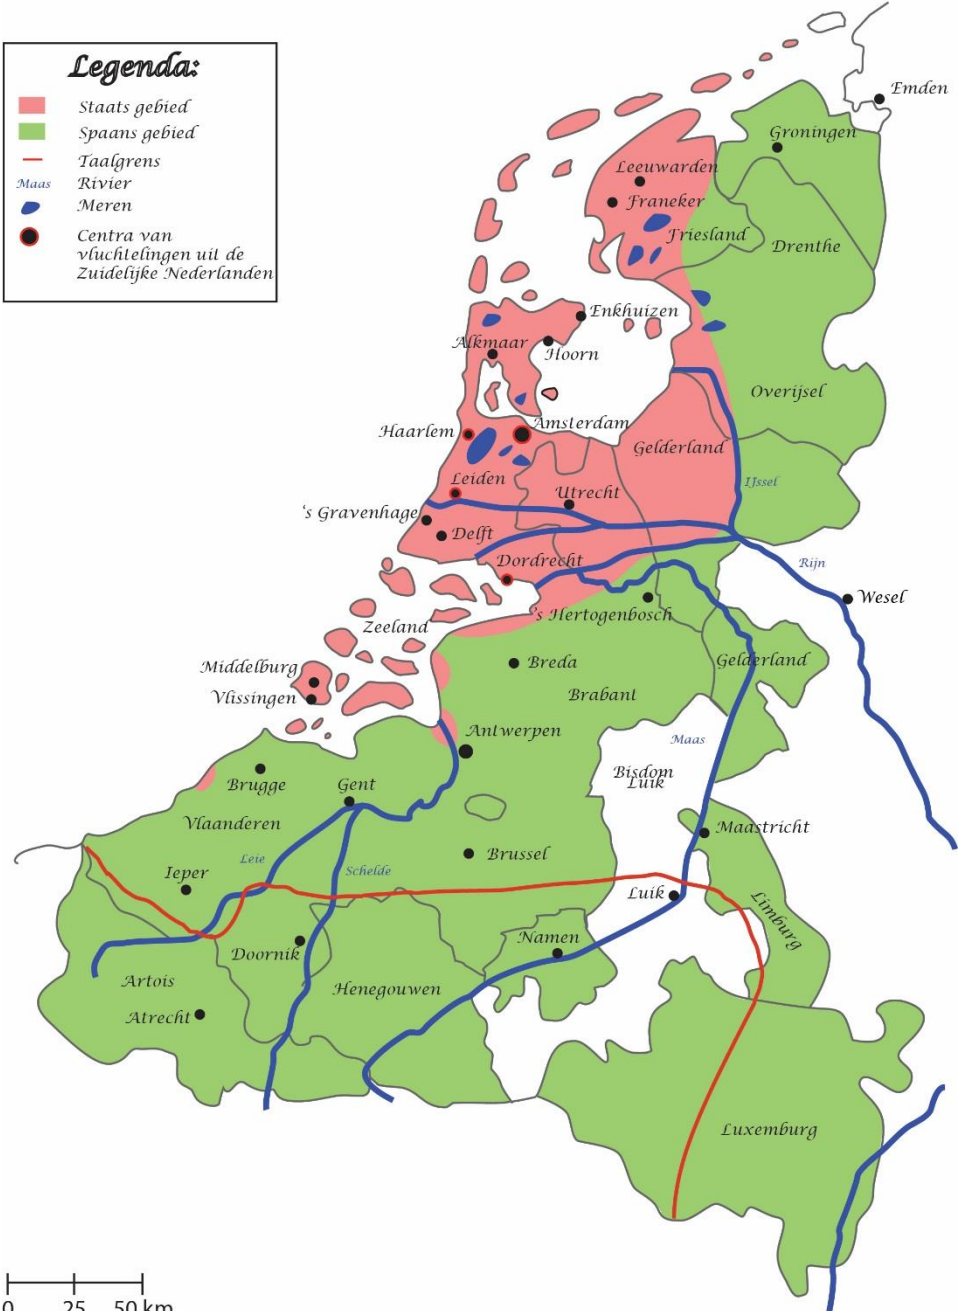 Legenda:
Staats gebied
Spaans gebied
Taalgrens
Maas
Rivier
Meren
Centra van
vluchtelingen uit de
Zuidelijke Nederlanden
Emden
Groningen
Leeuwarden
Franeker
Friesland
Drenthe
Enkhuizen
Alkmaar
Hoorn
Overijsel
Haarlem
Amsterdam
Gelderland
Leiden
Utrecht
IJssel
's Gravenhage
Delft
Dordrecht
Rijn
Wesel
's Hertogenbosch
Zeeland
Gelderland
Breda
Middelburg
Vlissingen
Brabant
Antwerpen
Maas
Bisdom
Luik
Brugge
Gent
Vlaanderen
Maastricht
Leie
Schelde
Brussel
Ieper
Luik
Limburg
Namen
Doornik
Artois
Henegouwen
Atrecht
Luxemburg
0 25 50 km